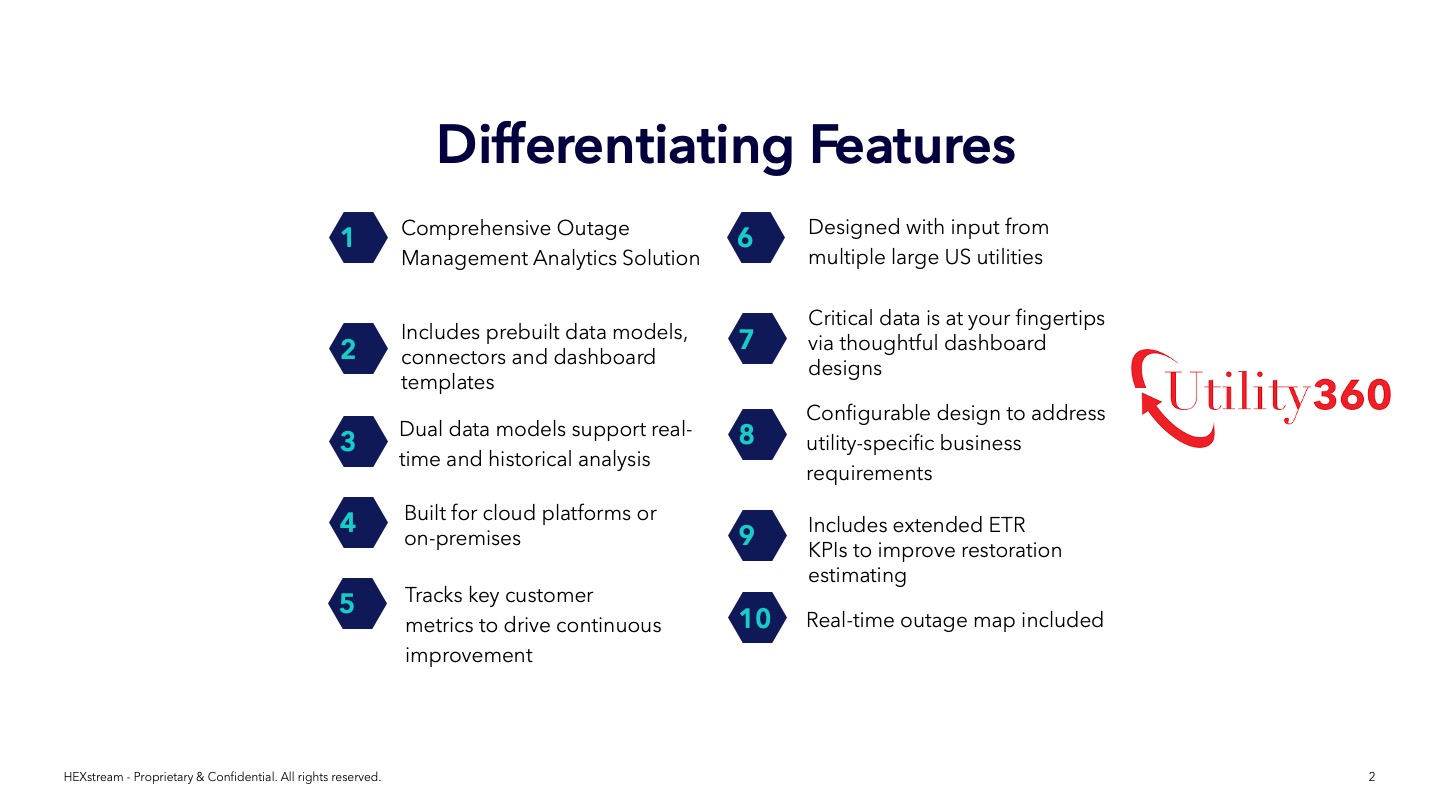 Differentiating Features
1
Comprehensive Outage
Management Analytics Solution
2
Includes prebuilt data models,
connectors and dashboard
templates
3
Dual data models support real-
time and historical analysis
4
Built for cloud platforms or
on-premises
5
Tracks key customer
metrics to drive continuous
improvement
6
Designed with input from
multiple large US utilities
7
Critical data is at your fingertips
via thoughtful dashboard
designs
8
Configurable design to address
utility-specific business
requirements
9
Includes extended ETR
KPIs to improve restoration
estimating
10
Real-time outage map included
Utility360
HEXstream - Proprietary & Confidential. All rights reserved.
2